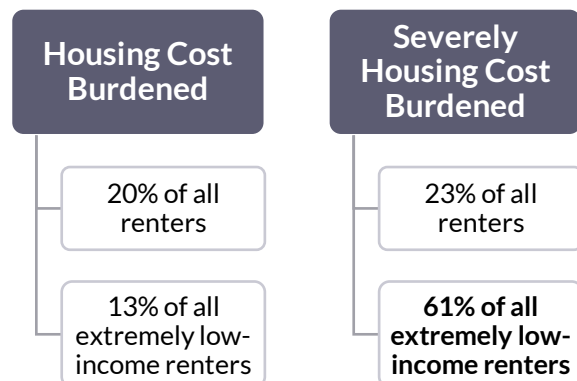 Housing Cost
Burdened
20% of all
renters
13% of all
extremely low-
income renters
Severely
Housing Cost
Burdened
23% of all
renters
61% of all
extremely low-
income renters